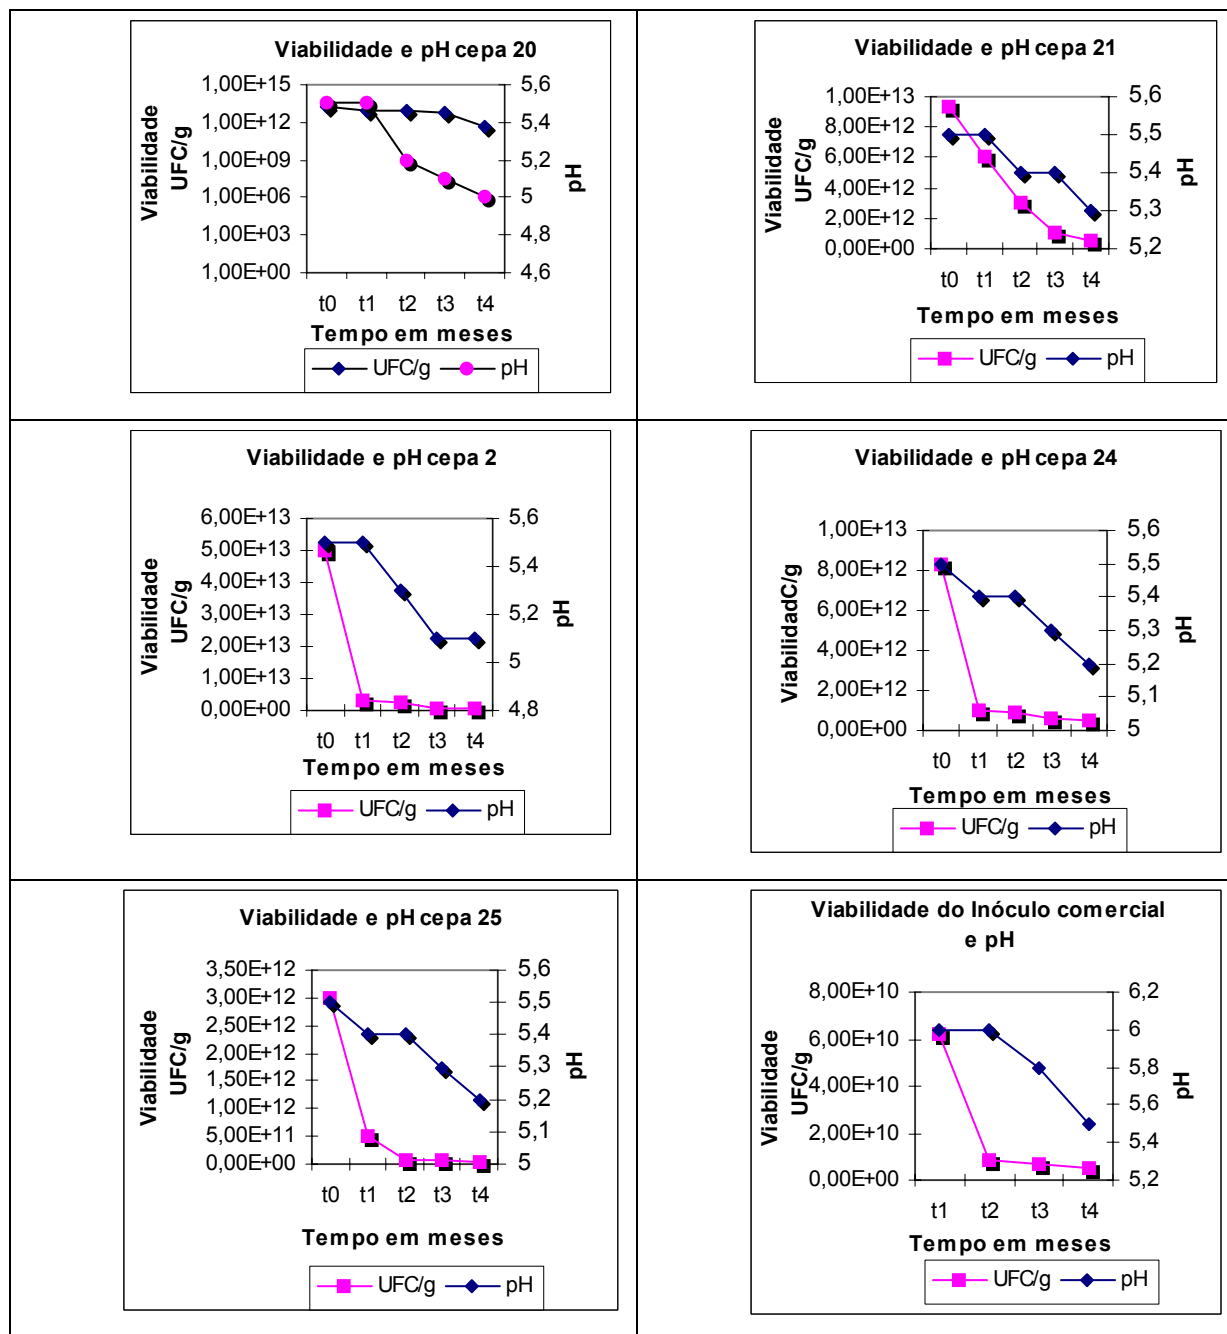 Viabilidade e pH cepa 20
1,00E+15
1,00E+12
1,00E+09
1,00E+06
1,00E+03
1,00E+00
Viabilidade
UFC/g
5,6
5,4
5,2
5
4,8
4,6
pH
t0 t1 t2 t3 t4
Tempo em meses
UFC/g pH
Viabilidade e pH cepa 21
1,00E+13
8,00E+12
6,00E+12
4,00E+12
2,00E+12
0,00E+00
Viabilidade
UFC/g
5,6
5,5
5,4
5,3
5,2
pH
t0 t1 t2 t3 t4
Tempo em meses
UFC/g pH
Viabilidade e pH cepa 2
6,00E+13
5,00E+13
4,00E+13
3,00E+13
2,00E+13
1,00E+13
0,00E+00
Viabilidade
UFC/g
5,6
5,4
5,2
5
4,8
pH
t0 t1 t2 t3 t4
Tempo em meses
UFC/g pH
Viabilidade e pH cepa 24
1,00E+13
8,00E+12
6,00E+12
4,00E+12
2,00E+12
0,00E+00
ViabilidadC/g
5,6
5,5
5,4
5,3
5,2
5,1
5
pH
t0 t1 t2 t3 t4
Tempo em meses
UFC/g pH
Viabilidade e pH cepa 25
3,50E+12
3,00E+12
2,50E+12
2,00E+12
1,50E+12
1,00E+12
5,00E+11
0,00E+00
Viabilidade
UFC/g
5,6
5,5
5,4
5,3
5,2
5,1
5
pH
t0 t1 t2 t3 t4
Tempo em meses
UFC/g pH
Viabilidade do Inóculo comercial
e pH
8,00E+10
6,00E+10
4,00E+10
2,00E+10
0,00E+00
Viabilidade
UFC/g
6,2
6
5,8
5,6
5,4
5,2
pH
t1 t2 t3 t4
Tempo em meses
UFC/g pH